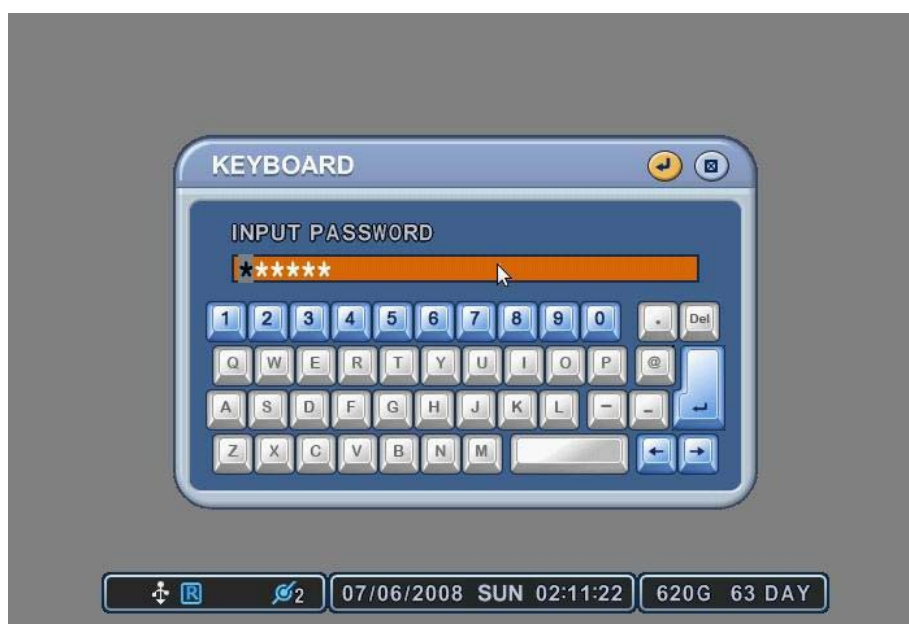 KEYBOARD
INPUT PASSWORD
******
1 2 3 4 5 6 7 8 9 0 . Del
Q W E R T Y U I O P @
A S D F G H J K L - _
Z X C V B N M ← →
R 2 07/06/2008 SUN 02:11:22 620G 63 DAY